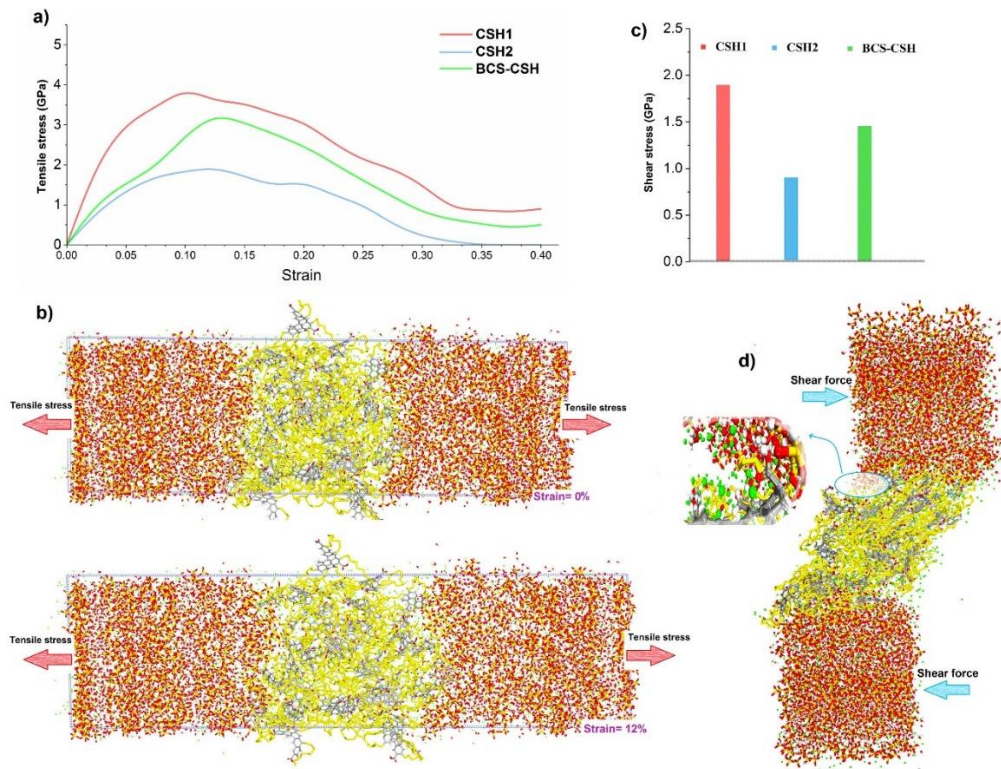 a)
5
4
3
2
1
0
Tensile stress (GPa)
CSH1
CSH2
BCS-CSH
0.00 0.05 0.10 0.15 0.20 0.25 0.30 0.35 0.40
Strain
c)
2.5
2.0
1.5
1.0
0.5
0.0
Shear stress (GPa)
CSH1 CSH2 BCS-CSH
b)
Tensile stress
Tensile stress
Strain= 0%
Tensile stress
Tensile stress
Strain= 12%
d)
Shear force
Shear force